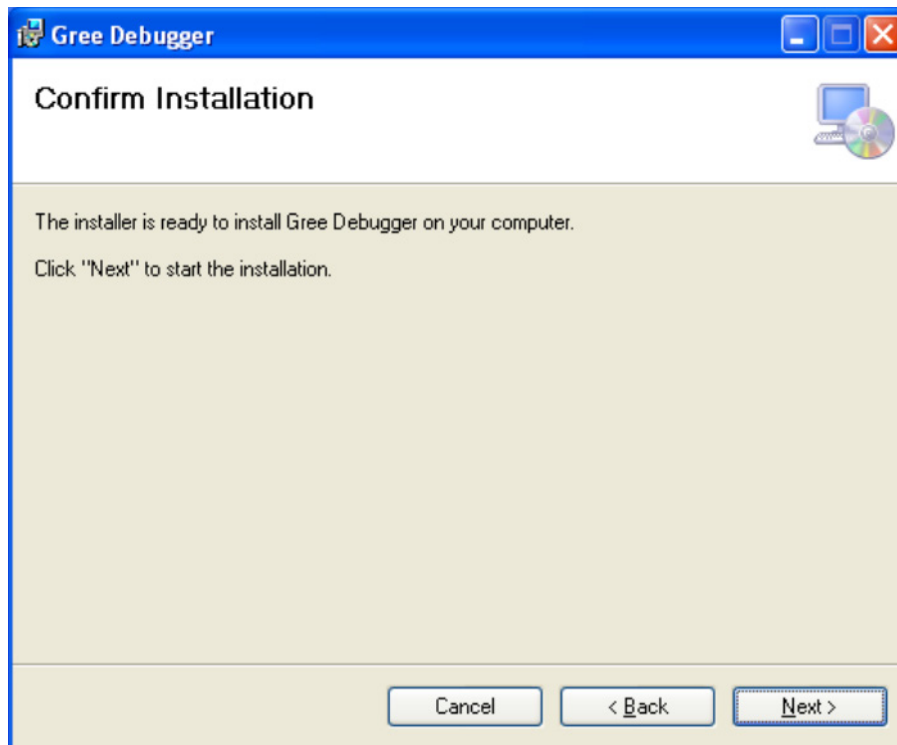 Gree Debugger
Confirm Installation
The installer is ready to install Gree Debugger on your computer.
Click "Next" to start the installation.
Cancel
< Back
Next >